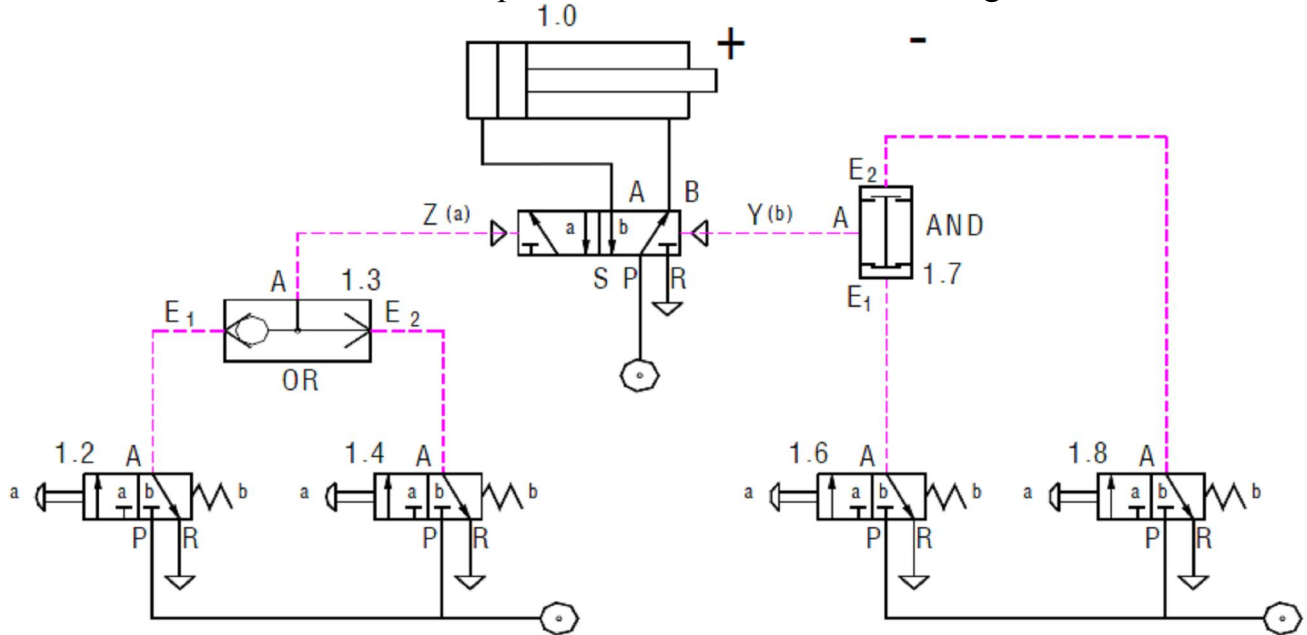 1.0
+ -
A B
Z (a) a b Y (b)
S P R
E2
A AND
1.7
E1
A 1.3
E1 E2
OR
1.2 A 1.4 A 1.6 A 1.8 A
a a b b a a b b a a b b a a b b
P R P R P R P R